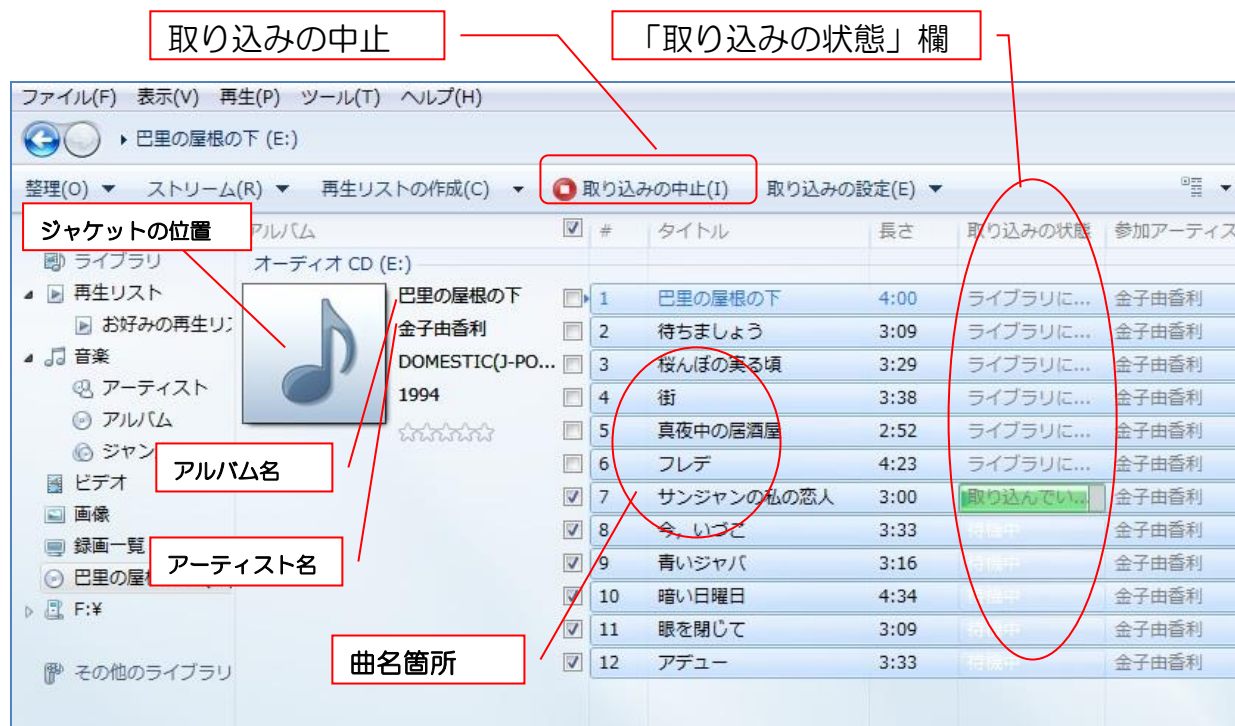 取り込みの中止
「取り込みの状態」欄
ファイル(F) 表示(V) 再生(P) ツール(T) ヘルプ(H)
巴里の屋根の下 (E:)
整理(O) ストリーム(R) 再生リストの作成(C) 取り込みの中止(I) 取り込みの設定(E)
ジャケットの位置
アルバム # タイトル 長さ 取り込みの状態 参加アーティス
ライブラリ
オーディオ CD (E:)
再生リスト
お好みの再生リ
音楽
アーティスト
アルバム
ジャン
ビデオ
画像
録画一覧
巴里の屋
F:¥
その他のライブラリ
巴里の屋根の下
金子由香利
DOMESTIC(J-PO...
1994
☆☆☆☆☆
アルバム名
アーティスト名
曲名箇所
1 巴里の屋根の下 4:00 ライブラリに... 金子由香利
2 待ちましょう 3:09 ライブラリに... 金子由香利
3 桜んぼの実る頃 3:29 ライブラリに... 金子由香利
4 街 3:38 ライブラリに... 金子由香利
5 真夜中の居酒屋 2:52 ライブラリに... 金子由香利
6 フレデ 4:23 ライブラリに... 金子由香利
7 サンジャンの私の恋人 3:00 取り込んでい... 金子由香利
8 今, いづこ 3:33 待機中 金子由香利
9 青いジャバ 3:16 待機中 金子由香利
10 暗い日曜日 4:34 待機中 金子由香利
11 眼を閉じて 3:09 待機中 金子由香利
12 アデュー 3:33 待機中 金子由香利